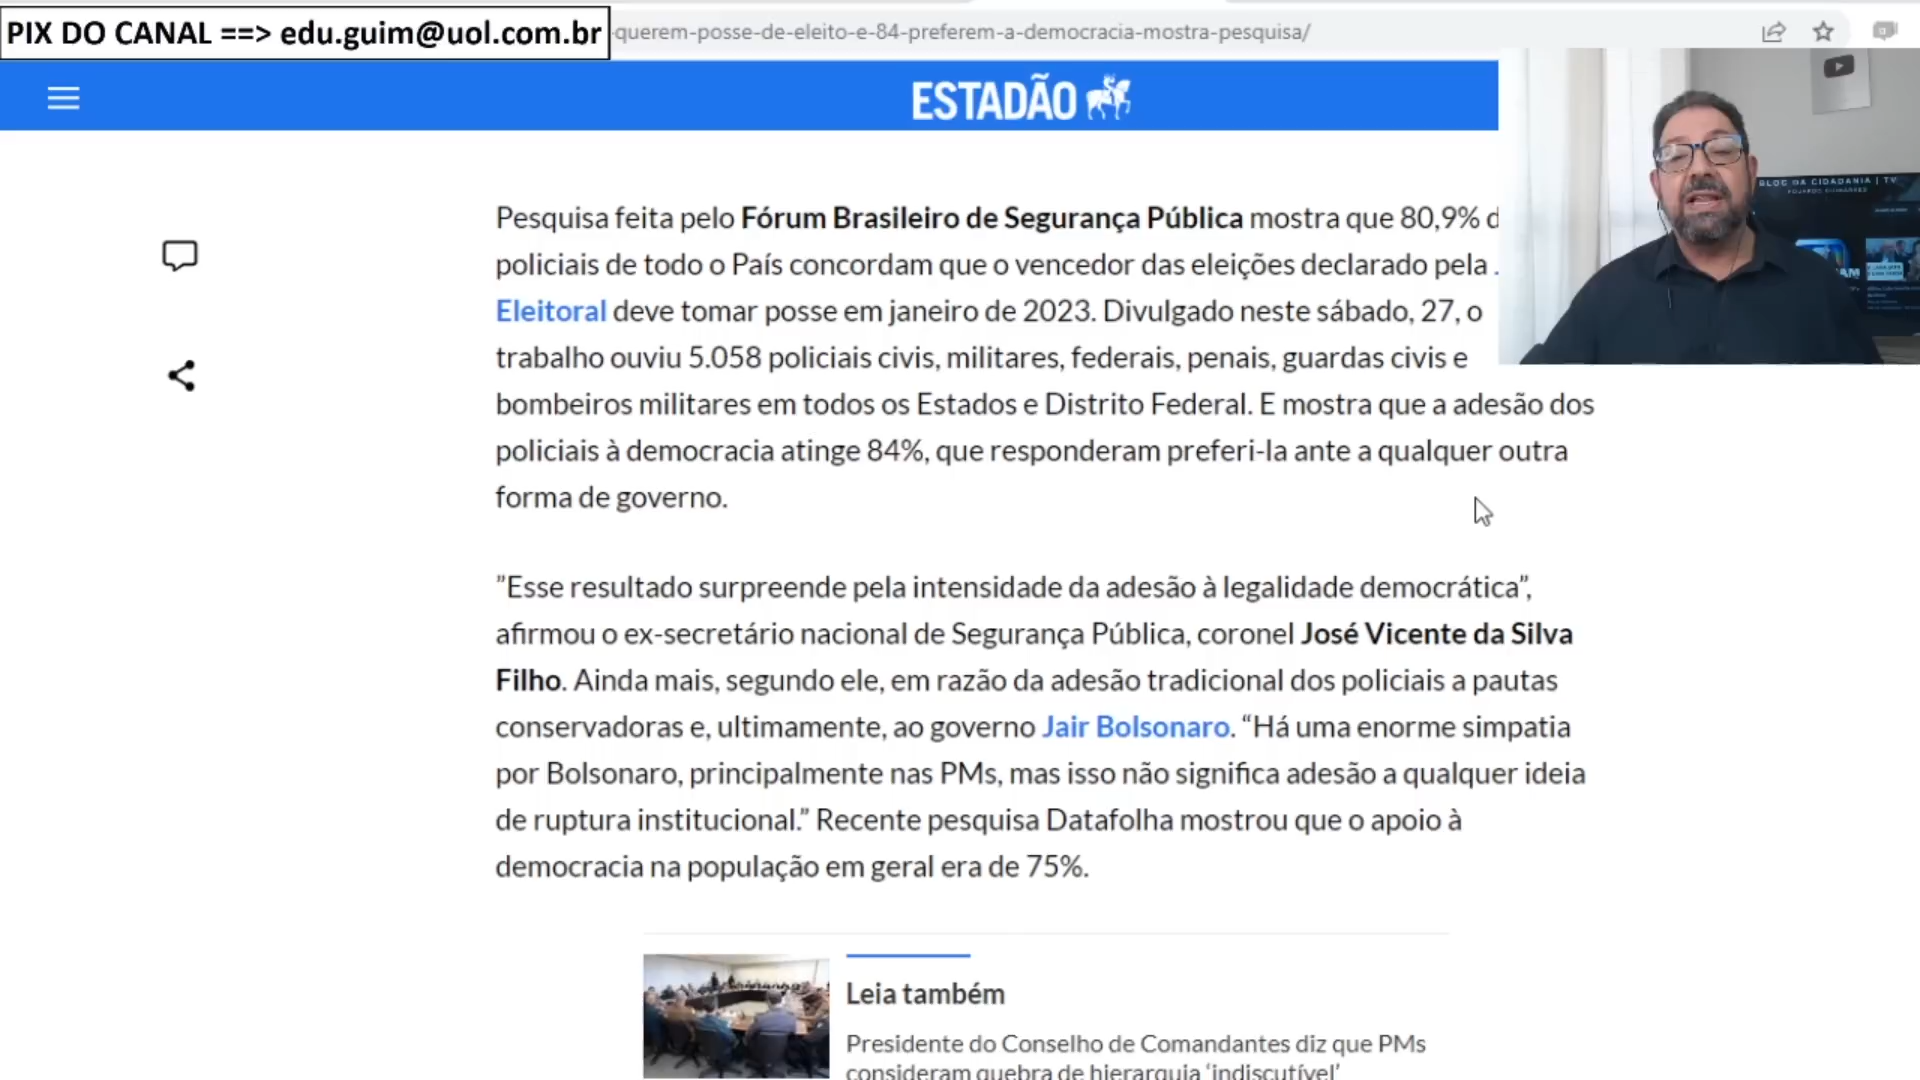 PIX DO CANAL ==> edu.guim@uol.com.br
-querem-posse-de-eleito-e-84-preferem-a-democracia-mostra-pesquisa/
ESTADÃO
BLOG DA CIDADANIA | TV
EDUARDO GUIMARÃES
Pesquisa feita pelo Fórum Brasileiro de Segurança Pública mostra que 80,9% d
policiais de todo o País concordam que o vencedor das eleições declarado pela
Eleitoral deve tomar posse em janeiro de 2023. Divulgado neste sábado, 27, o
trabalho ouviu 5.058 policiais civis, militares, federais, penais, guardas civis e
bombeiros militares em todos os Estados e Distrito Federal. E mostra que a adesão dos
policiais à democracia atinge 84%, que responderam preferi-la ante a qualquer outra
forma de governo.
”Esse resultado surpreende pela intensidade da adesão à legalidade democrática”,
afirmou o ex-secretário nacional de Segurança Pública, coronel José Vicente da Silva
Filho. Ainda mais, segundo ele, em razão da adesão tradicional dos policiais a pautas
conservadoras e, ultimamente, ao governo Jair Bolsonaro. “Há uma enorme simpatia
por Bolsonaro, principalmente nas PMs, mas isso não significa adesão a qualquer ideia
de ruptura institucional.” Recente pesquisa Datafolha mostrou que o apoio à
democracia na população em geral era de 75%.
Leia também
Presidente do Conselho de Comandantes diz que PMs
consideram quebra de hierarquia ‘indiscutível’